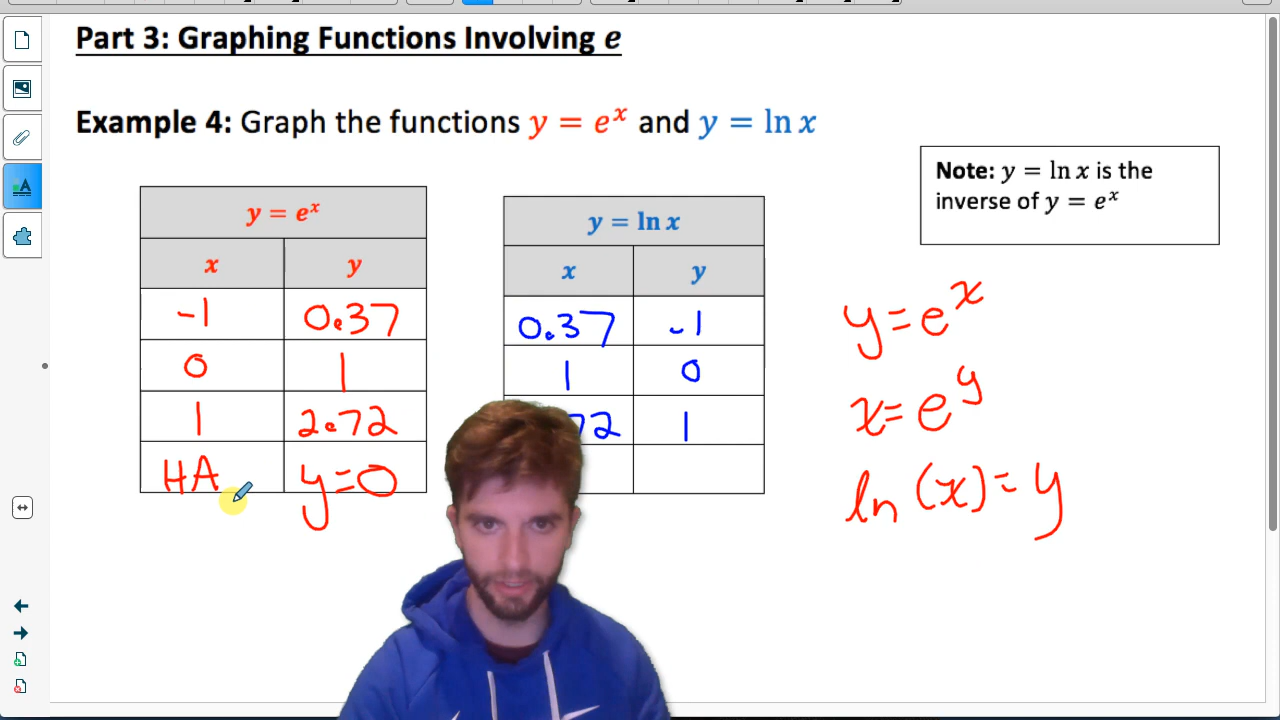 Part 3: Graphing Functions Involving e
Example 4: Graph the functions y = e^x and y = ln x
Note: y = ln x is the
inverse of y = e^x
y = e^x
x y
-1 0.37
0 1
1 2.72
HA y=0
y = ln x
x y
0.37 -1
1 0
72 1
y=e^x
x=e^y
ln(x)=y